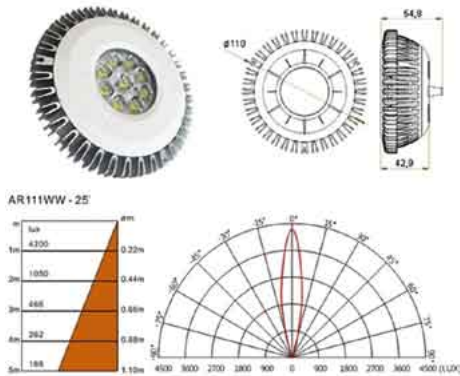 54,9
ø110
42,9
AR111WW - 25°
m lux øm
4200
1m 0.22m
1050
2m 0.44m
466
3m 0.66m
262
4m 0.88m
168
5m 1.10m
0°
-15° 15°
-30° 30°
-45° 45°
-60° 60°
-75° 75°
-90° +90
4500 3600 2700 1800 900 0 900 1800 2700 3600 4500 (LUX)